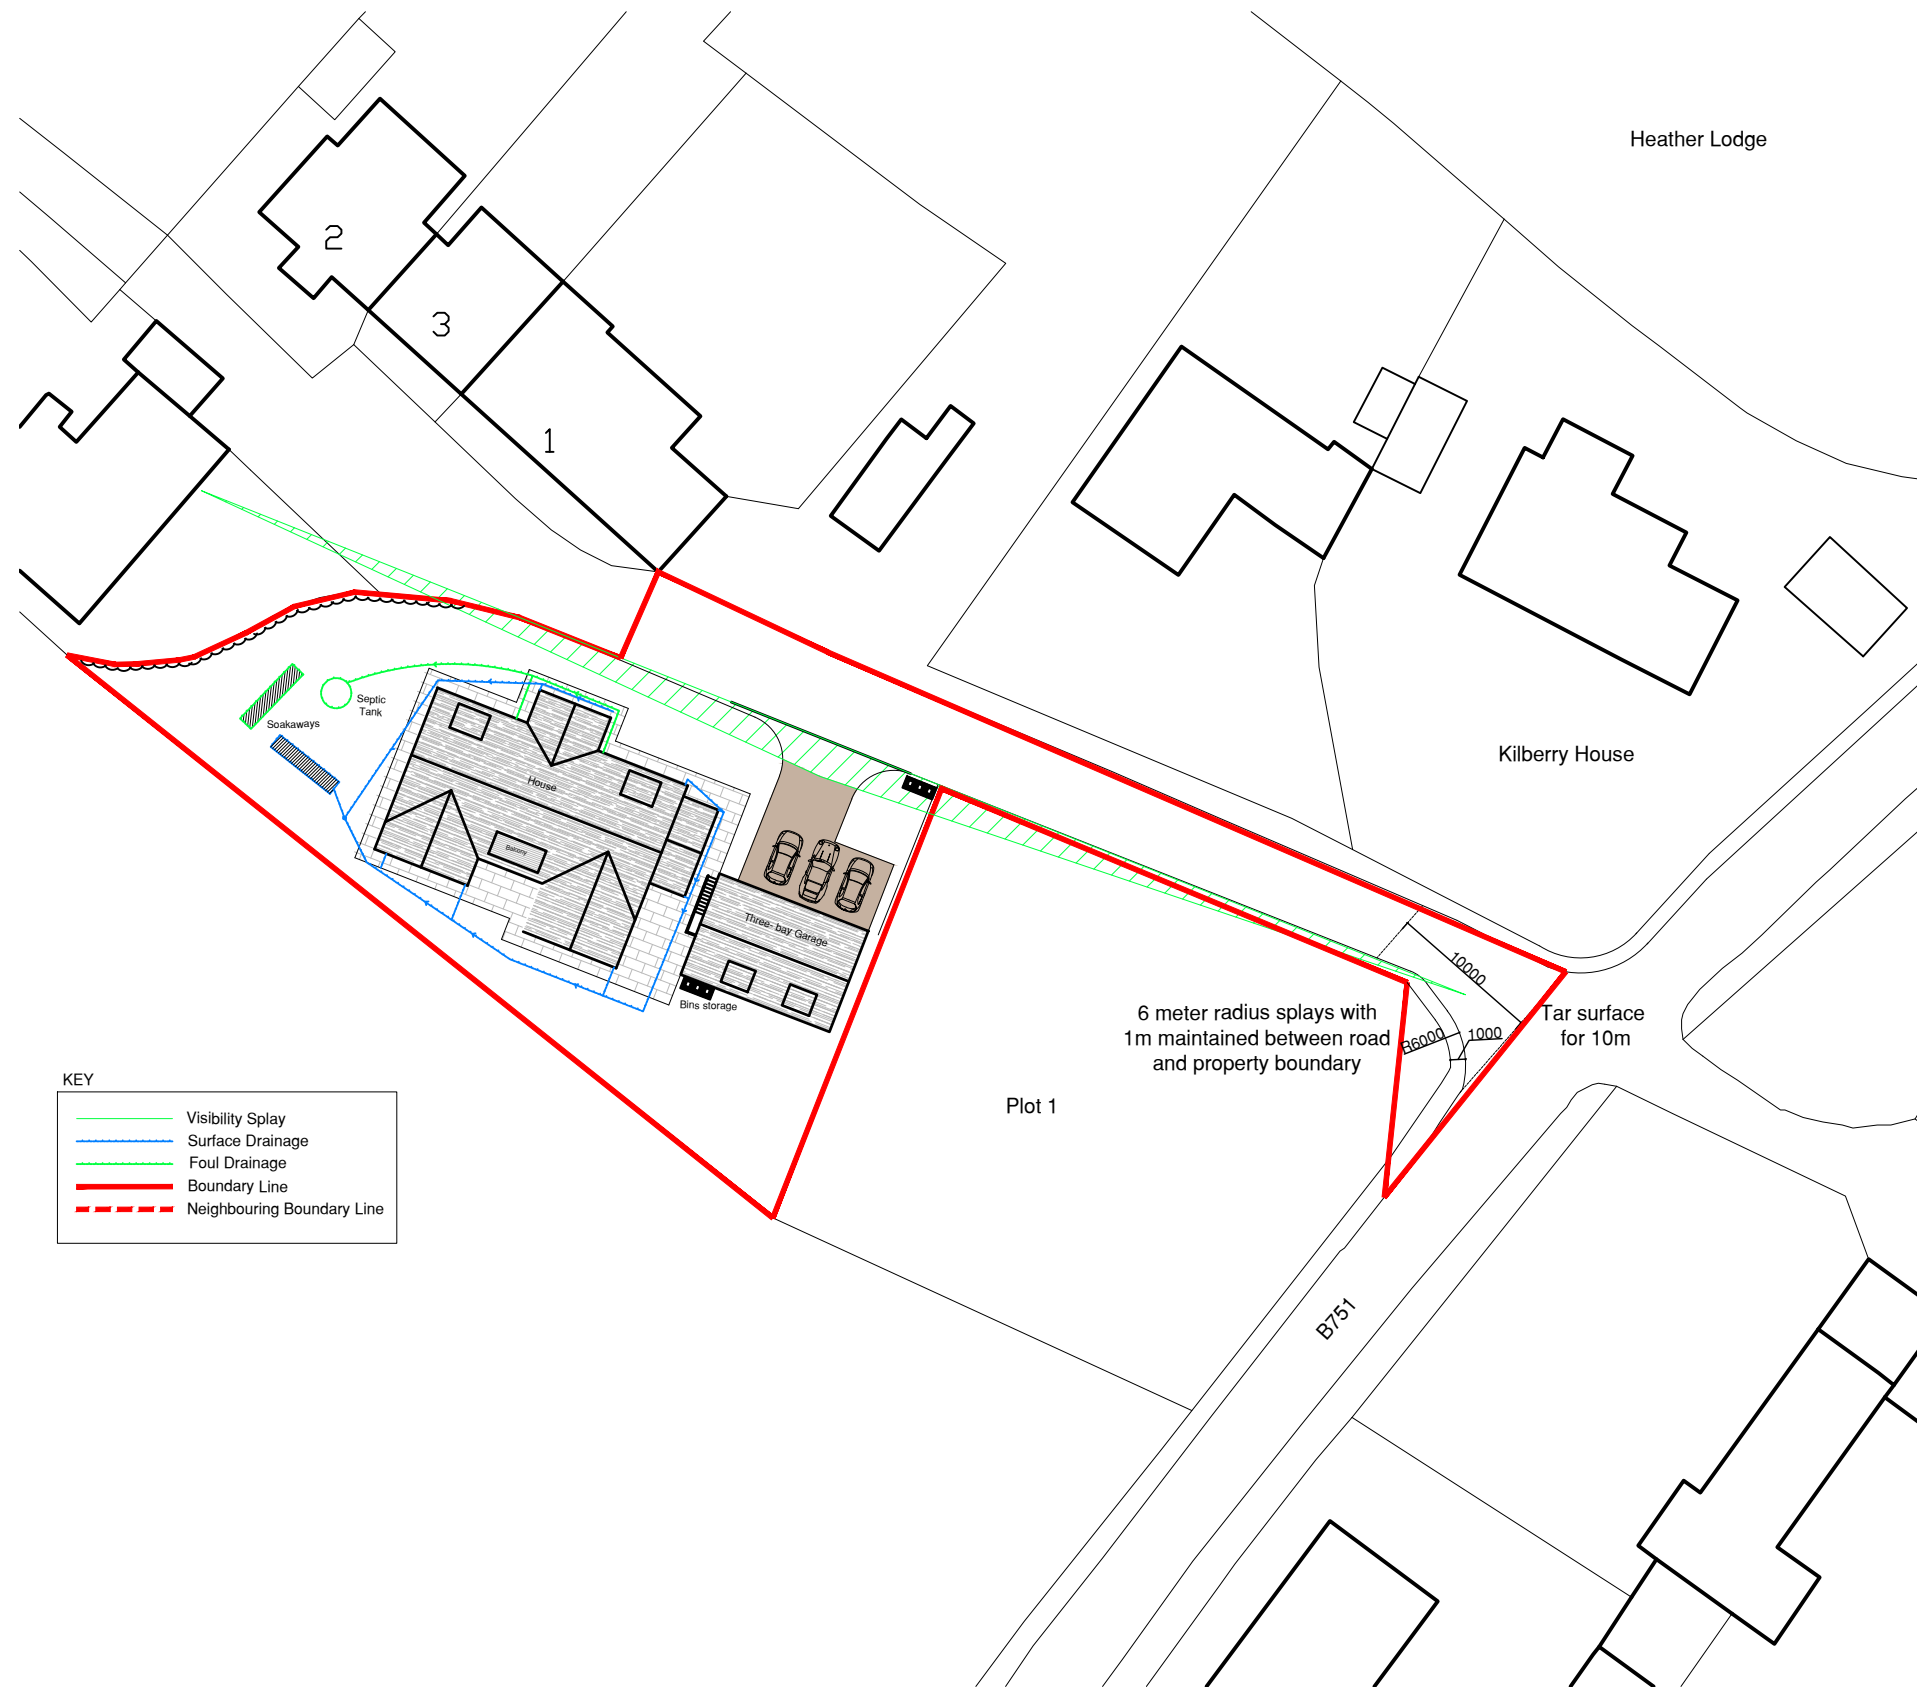 Heather Lodge
2
3
1
Kilberry House
Septic
Tank
Soakaways
House
Balcony
Three- bay Garage
Bins storage
10000
6 meter radius splays with
1m maintained between road
and property boundary
R6000
1000
Tar surface
for 10m
Plot 1
KEY
Visibility Splay
Surface Drainage
Foul Drainage
Boundary Line
Neighbouring Boundary Line
B751